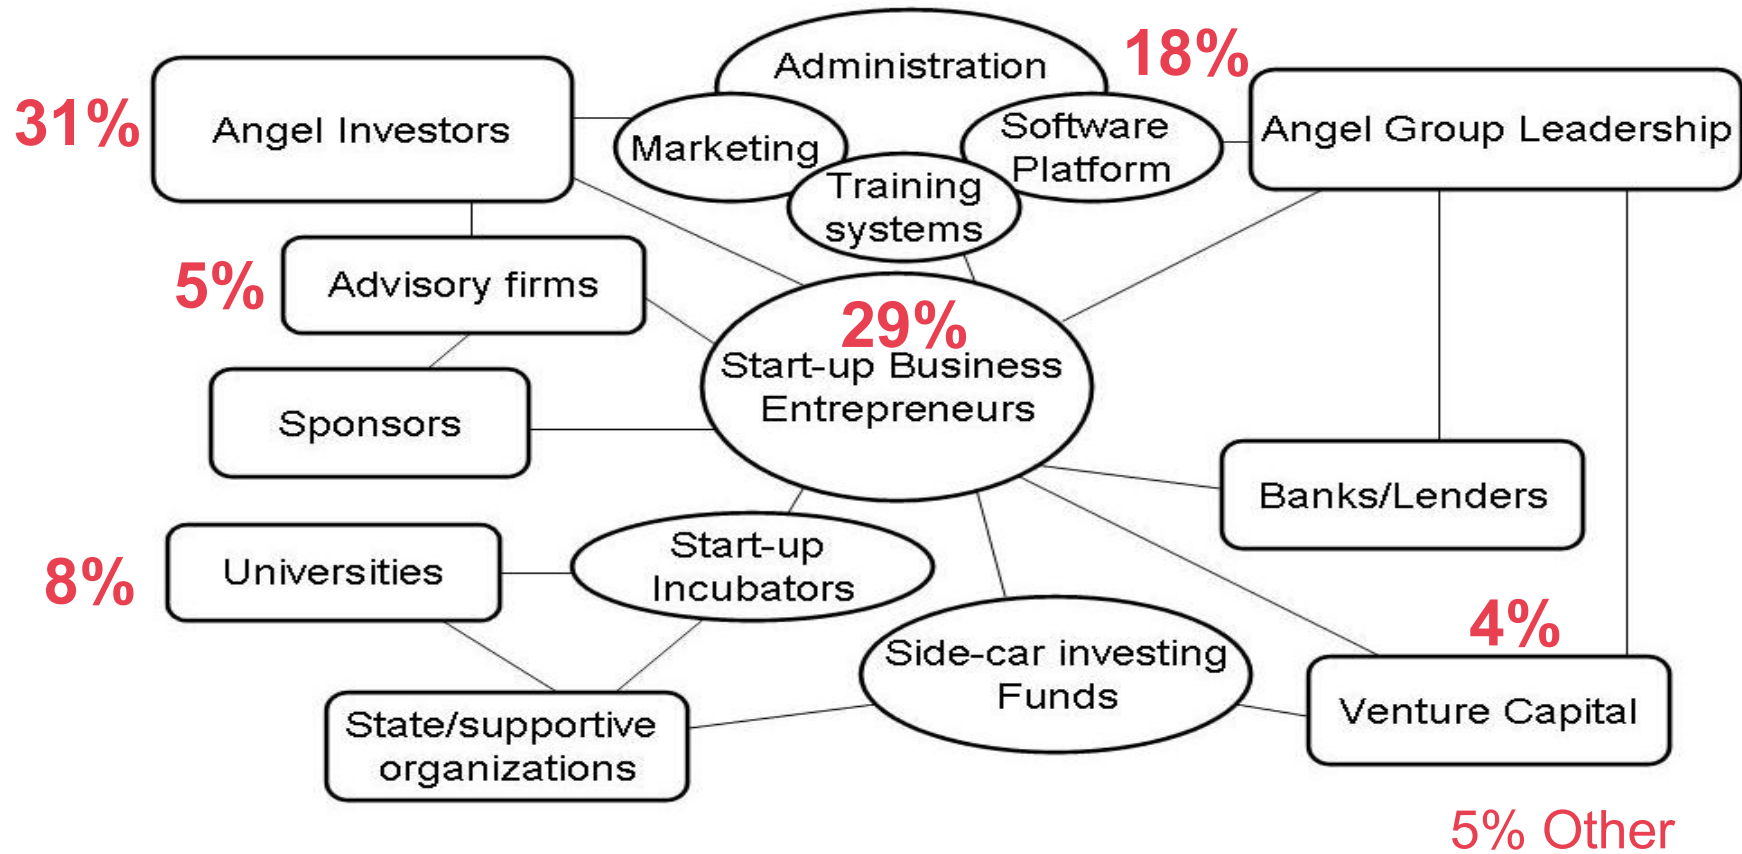 Administration
18%
31%
Angel Investors
Marketing
Software
Platform
Angel Group Leadership
Training
systems
5%
Advisory firms
29%
Start-up Business
Entrepreneurs
Sponsors
Banks/Lenders
8%
Universities
Start-up
Incubators
4%
Side-car investing
Funds
Venture Capital
State/supportive
organizations
5% Other